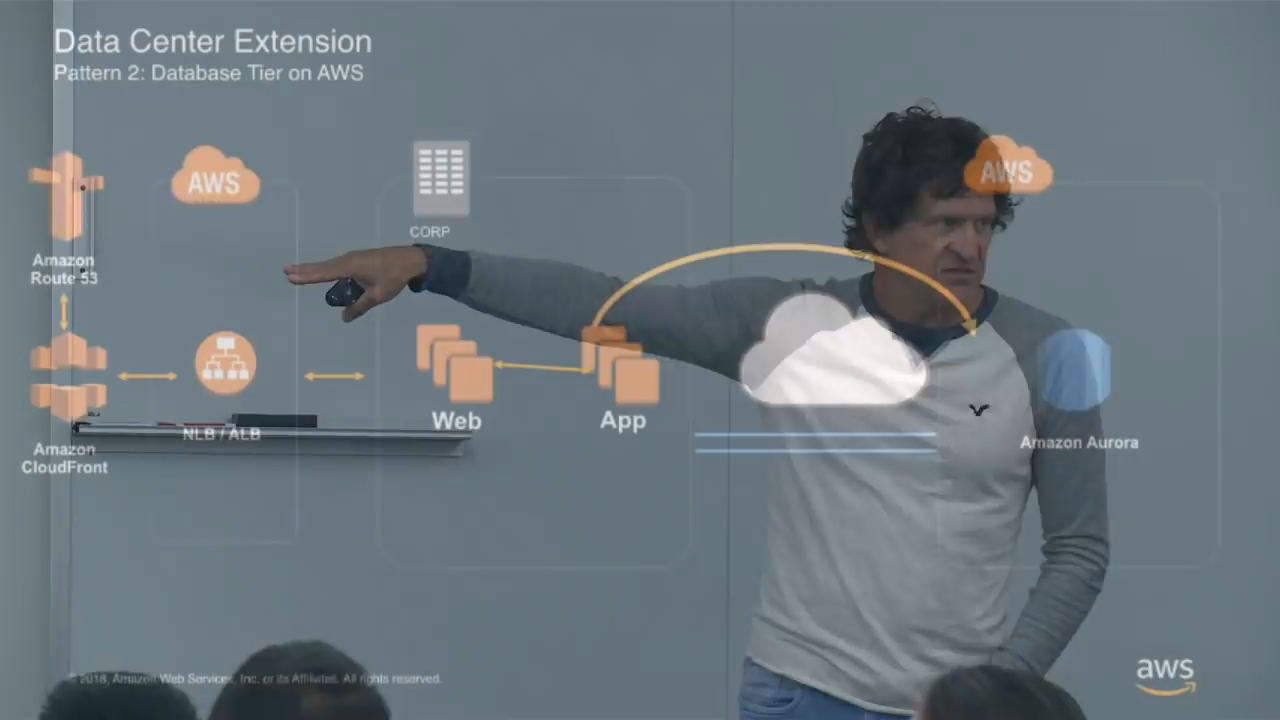 Data Center Extension
Pattern 2: Database Tier on AWS
AWS
AWS
CORP
Amazon
Route 53
Web
App
NLB / ALB
Amazon Aurora
Amazon
CloudFront
© 2018, Amazon Web Services, Inc. or its Affiliates. All rights reserved.
aws